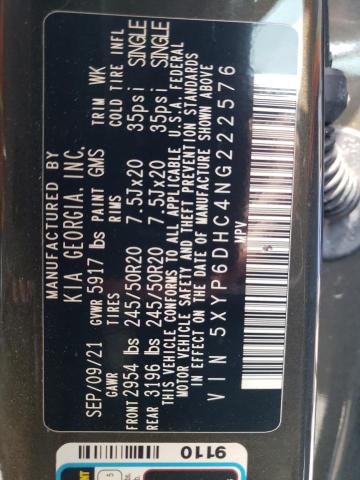 MANUFACTURED BY
KIA GEORGIA, INC.
SEP/09/21 GVWR 5917 lbs PAINT GMS TRIM WK
GAWR TIRES RIMS COLD TIRE INFL
FRONT 2954 lbs 245/50R20 7.5Jx20 35psi SINGLE
REAR 3196 lbs 245/50R20 7.5Jx20 35psi SINGLE
THIS VEHICLE CONFORMS TO ALL APPLICABLE U.S.A. FEDERAL
MOTOR VEHICLE SAFETY AND THEFT PREVENTION STANDARDS
IN EFFECT ON THE DATE OF MANUFACTURE SHOWN ABOVE
VIN 5XYP6DHC4NG222576
MPV
9110